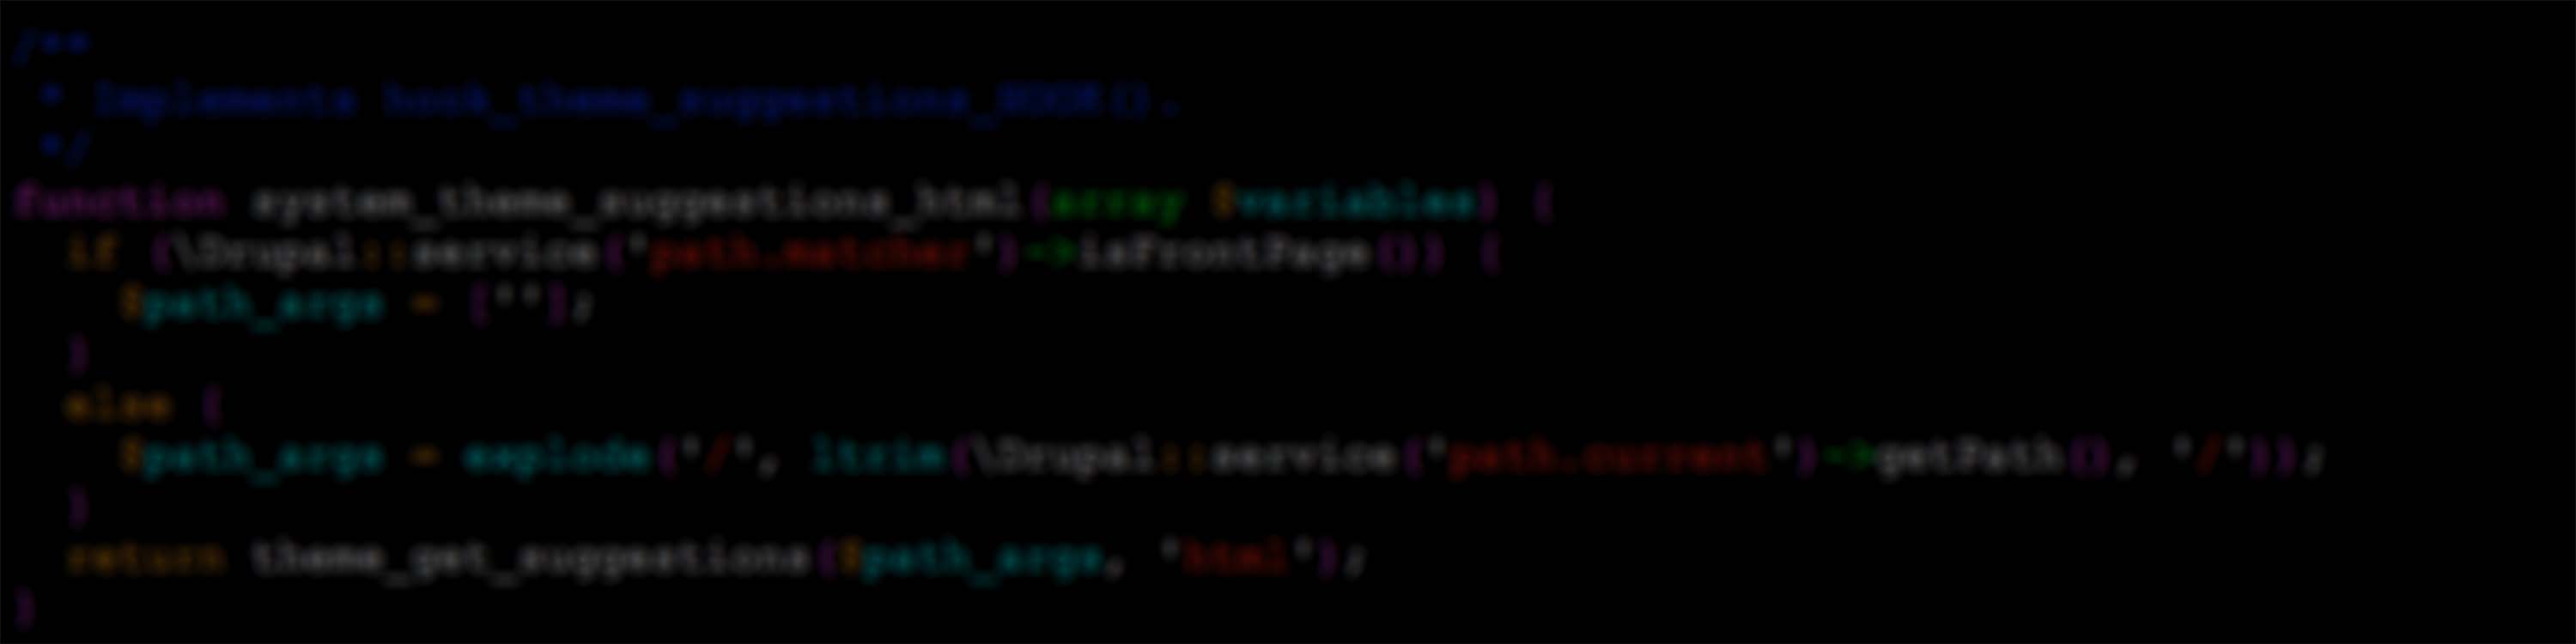 /**
 * Implements hook_theme_suggestions_HOOK().
 */
function system_theme_suggestions_html(array $variables) {
  if (\Drupal::service('path.matcher')->isFrontPage()) {
    $path_args = [''];
  }
  else {
    $path_args = explode('/', ltrim(\Drupal::service('path.current')->getPath(), '/'));
  }
  return theme_get_suggestions($path_args, 'html');
}